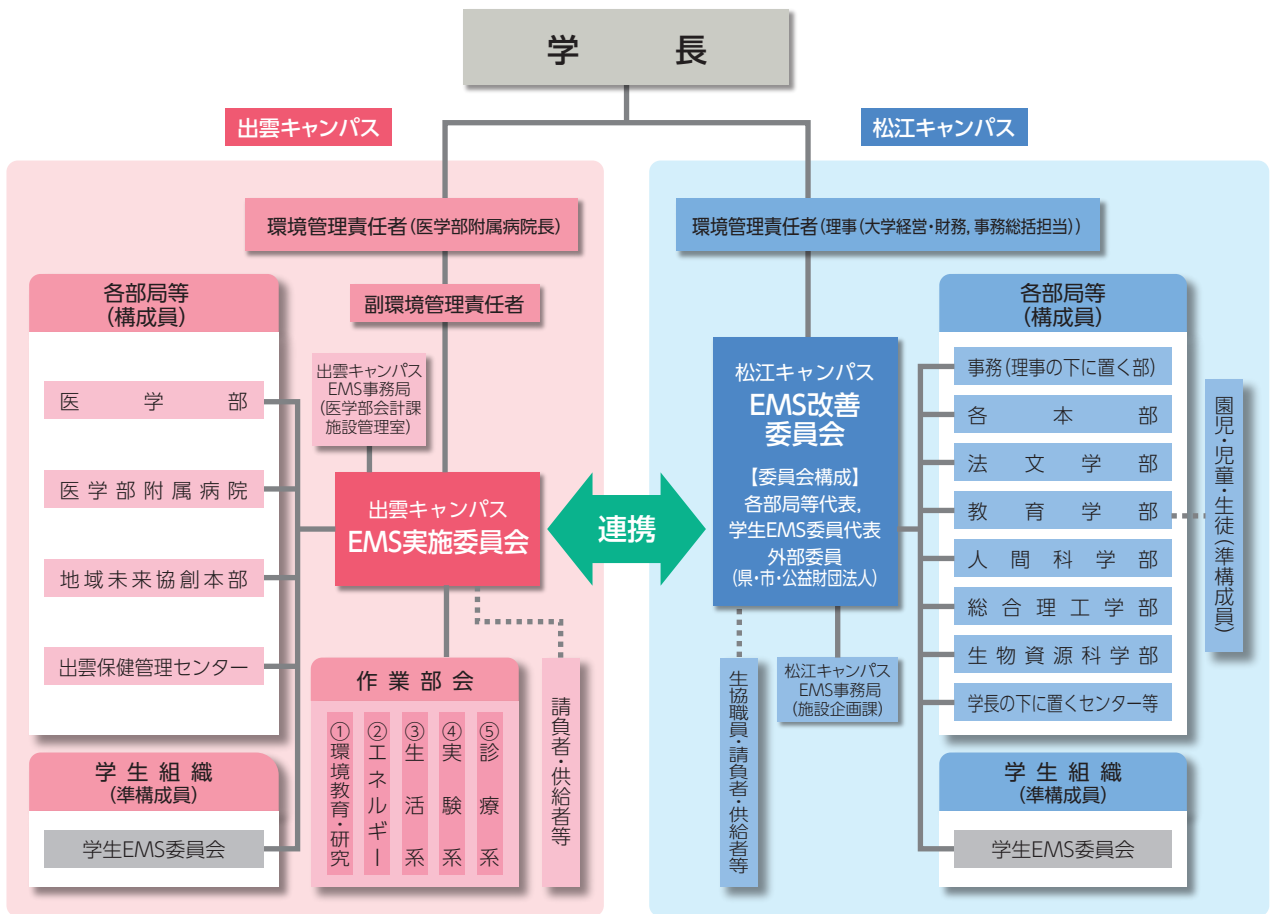 学長
出雲キャンパス
松江キャンパス
環境管理責任者(医学部附属病院長)
副環境管理責任者
各部局等
(構成員)
医学部
医学部附属病院
地域未来協創本部
出雲保健管理センター
学生組織
(準構成員)
学生EMS委員会
出雲キャンパス
EMS事務局
(医学部会計課
施設管理室)
出雲キャンパス
EMS実施委員会
作業部会
①環境教育・研究
②エネルギー
③生活系
④実験系
⑤診療系
請負者・供給者等
連携
環境管理責任者(理事(大学経営・財務,事務総括担当))
松江キャンパス
EMS改善
委員会
【委員会構成】
各部局等代表,
学生EMS委員代表
外部委員
(県・市・公益財団法人)
生協職員・請負者・供給者等
松江キャンパス
EMS事務局
(施設企画課)
各部局等
(構成員)
事務(理事の下に置く部)
各本部
法文学部
教育学部
人間科学部
総合理工学部
生物資源科学部
学長の下に置くセンター等
園児・児童・生徒(準構成員)
学生組織
(準構成員)
学生EMS委員会